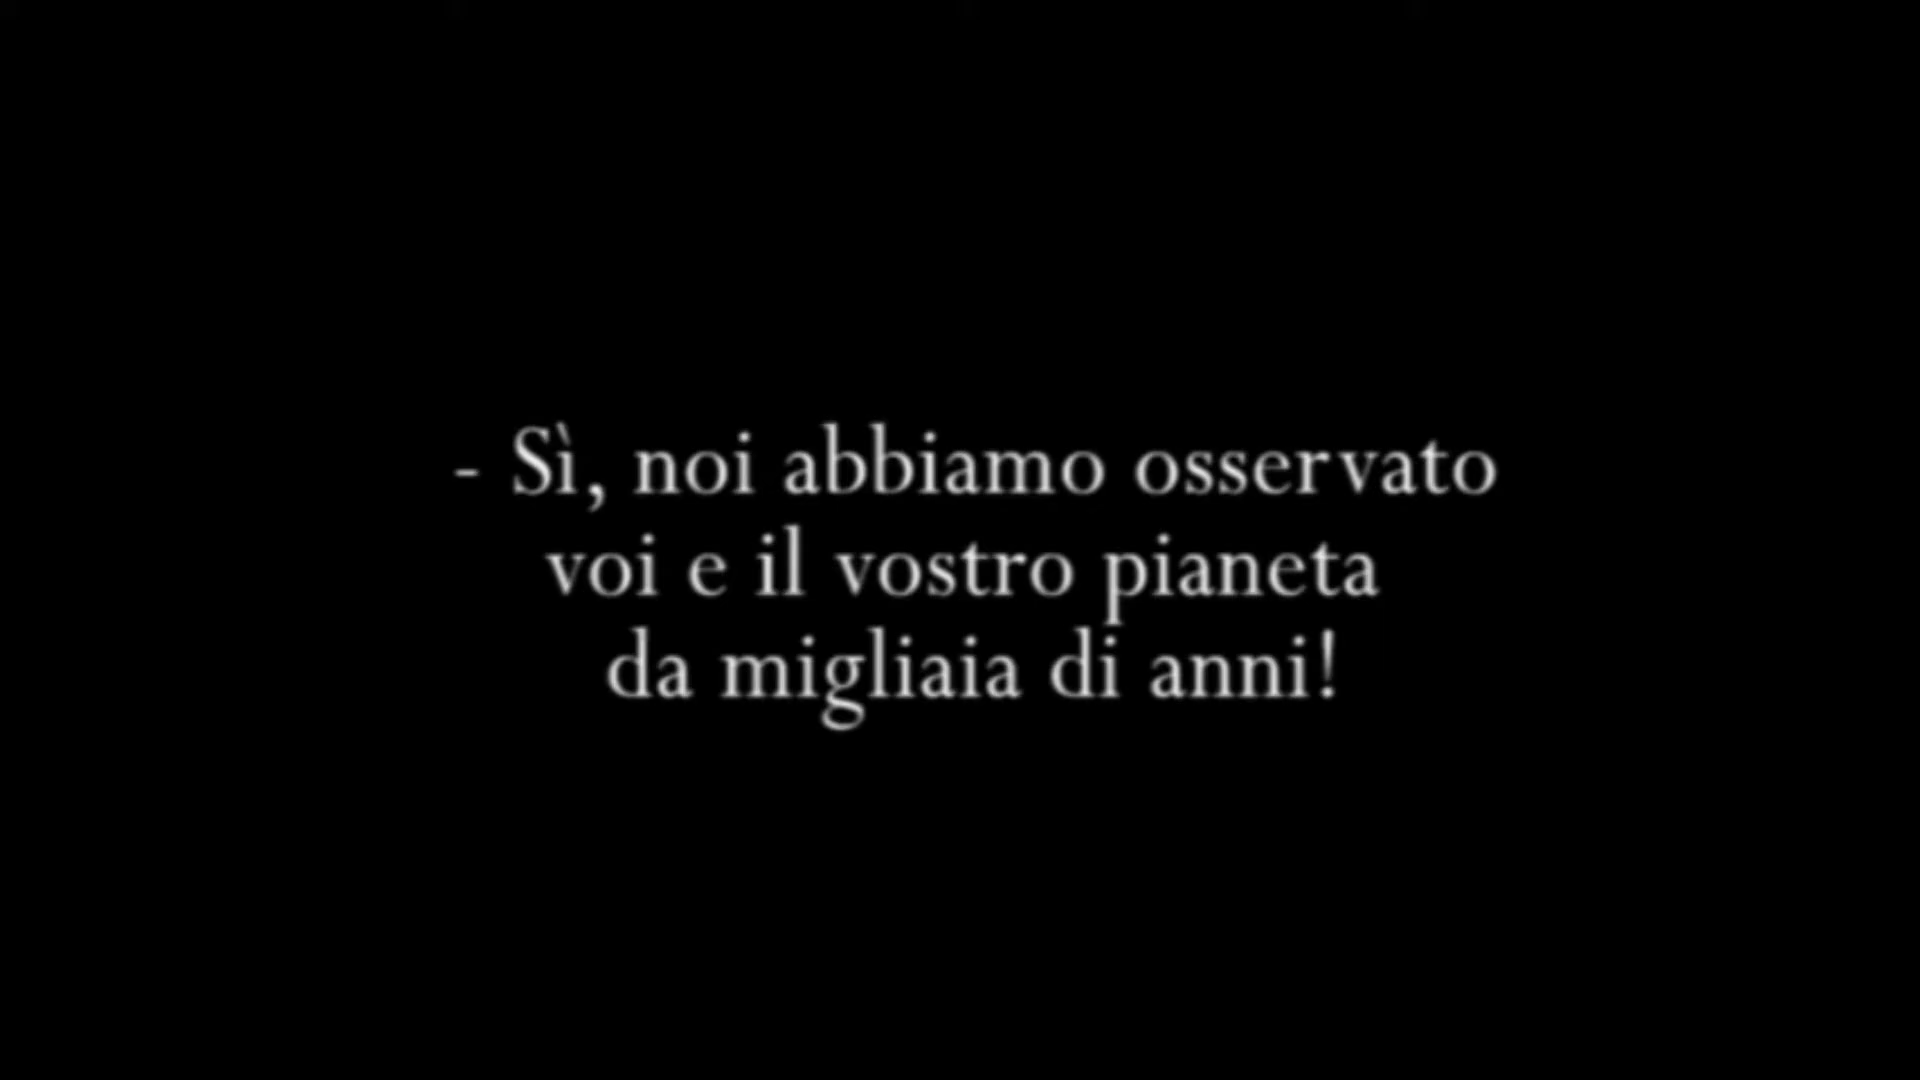 - Sì, noi abbiamo osservato
voi e il vostro pianeta
da migliaia di anni!